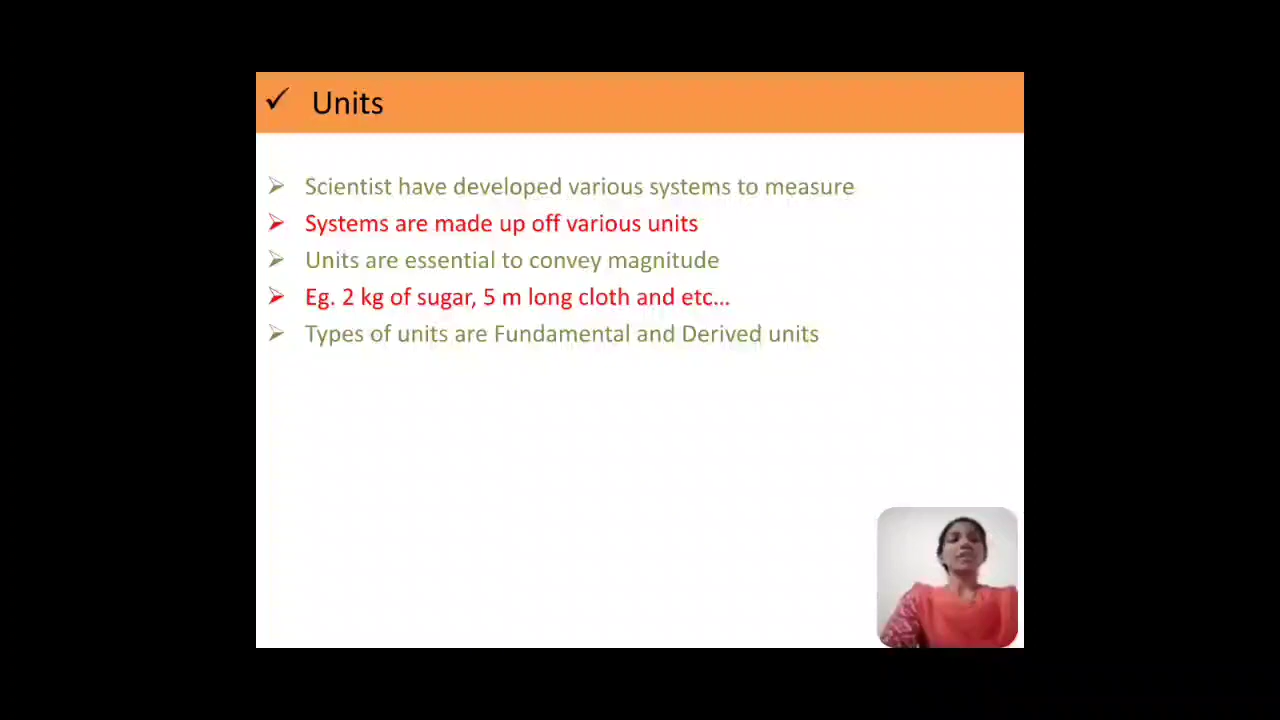 Units
Scientist have developed various systems to measure
Systems are made up off various units
Units are essential to convey magnitude
Eg. 2 kg of sugar, 5 m long cloth and etc...
Types of units are Fundamental and Derived units